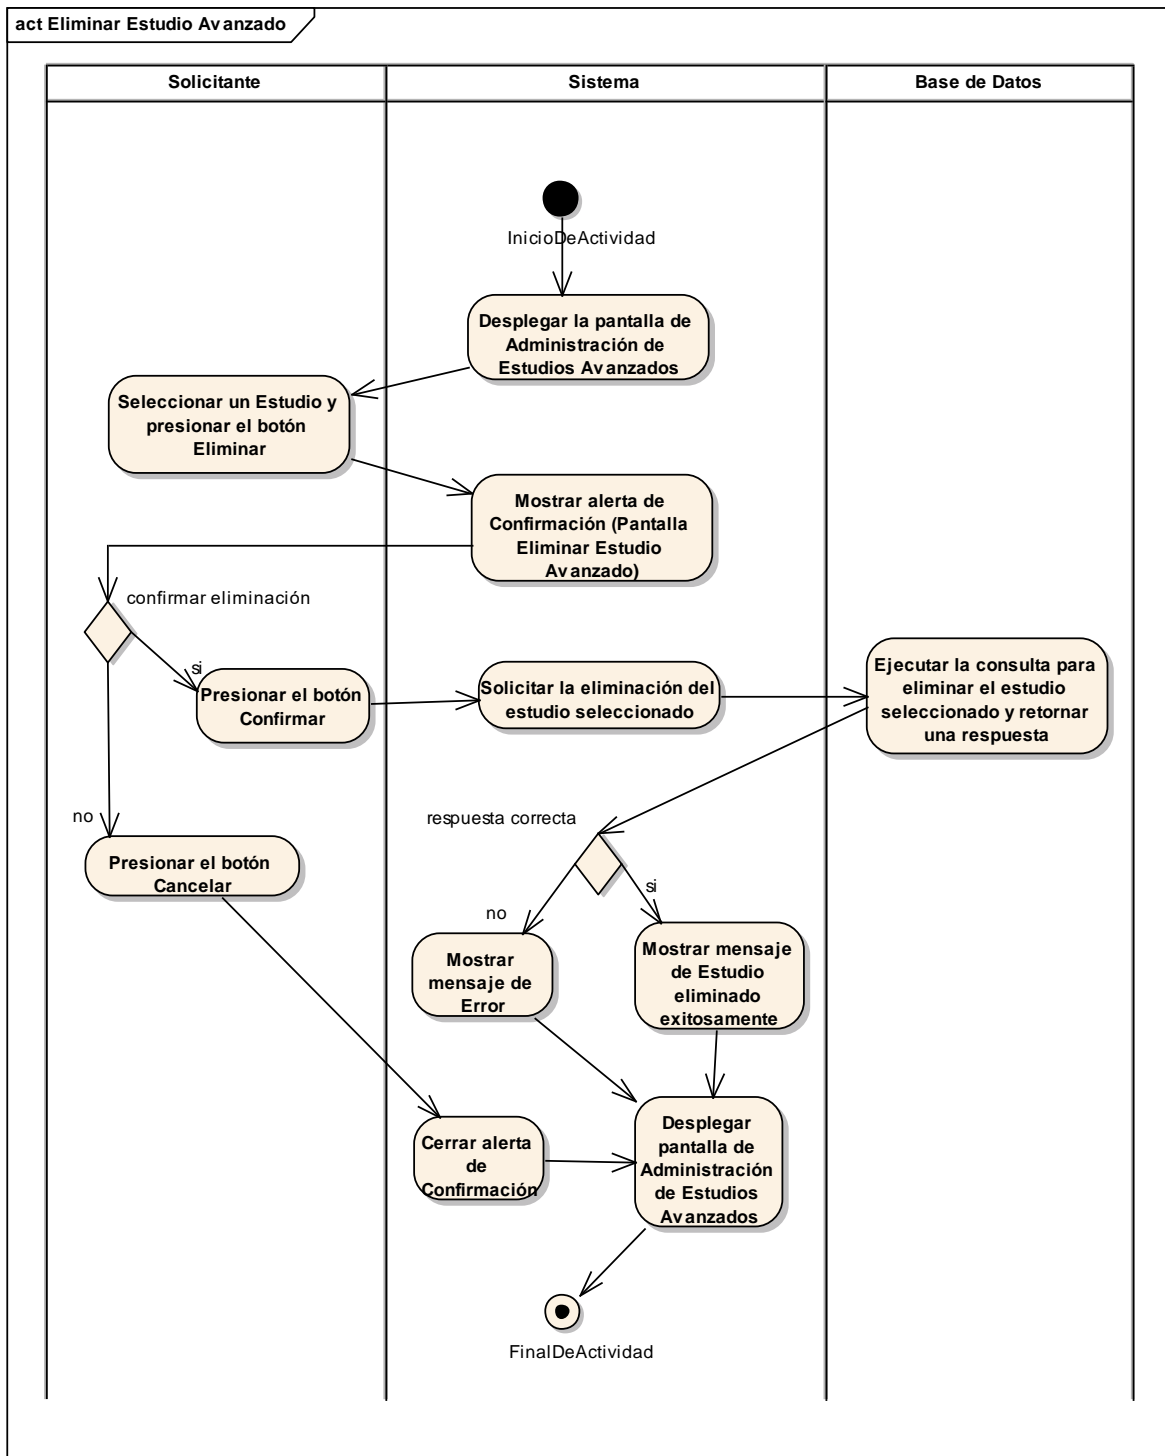 act Eliminar Estudio Avanzado
Solicitante
Sistema
Base de Datos
InicioDeActividad
Desplegar la pantalla de
Administración de
Estudios Avanzados
Seleccionar un Estudio y
presionar el botón
Eliminar
Mostrar alerta de
Confirmación (Pantalla
Eliminar Estudio
Avanzado)
confirmar eliminación
si
Presionar el botón
Confirmar
Solicitar la eliminación del
estudio seleccionado
Ejecutar la consulta para
eliminar el estudio
seleccionado y retornar
una respuesta
no
Presionar el botón
Cancelar
respuesta correcta
no
si
Mostrar
mensaje de
Error
Mostrar mensaje
de Estudio
eliminado
exitosamente
Cerrar alerta
de
Confirmación
Desplegar
pantalla de
Administración
de Estudios
Avanzados
FinalDeActividad